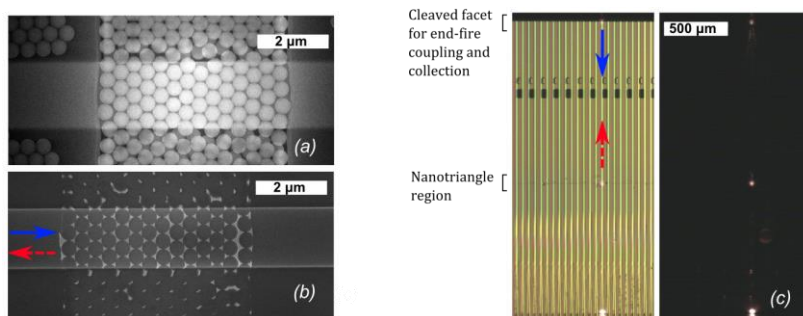 2 µm
(a)
2 µm
(b)
Cleaved facet
for end-fire
coupling and
collection
Nanotriangle
region
500 µm
(c)